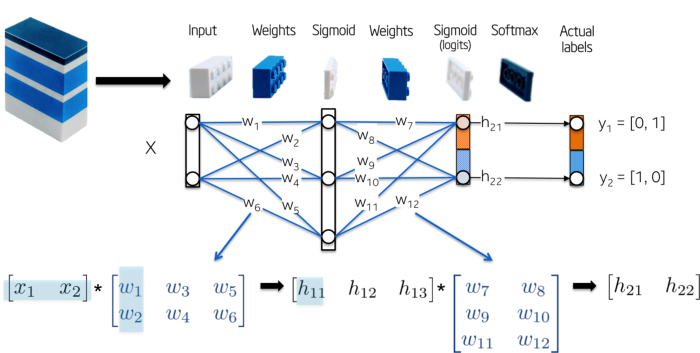 Input Weights Sigmoid Weights Sigmoid (logits) Softmax Actual labels
X
w1 w7 h21 y1 = [0, 1]
w2 w8
w3 w9
w4 w10 h22 y2 = [1, 0]
w6 w5 w11 w12
[x1 x2] * [w1 w3 w5 [h11 h12 h13] * [w7 w8 [h21 h22]
w2 w4 w6] w9 w10
w11 w12]